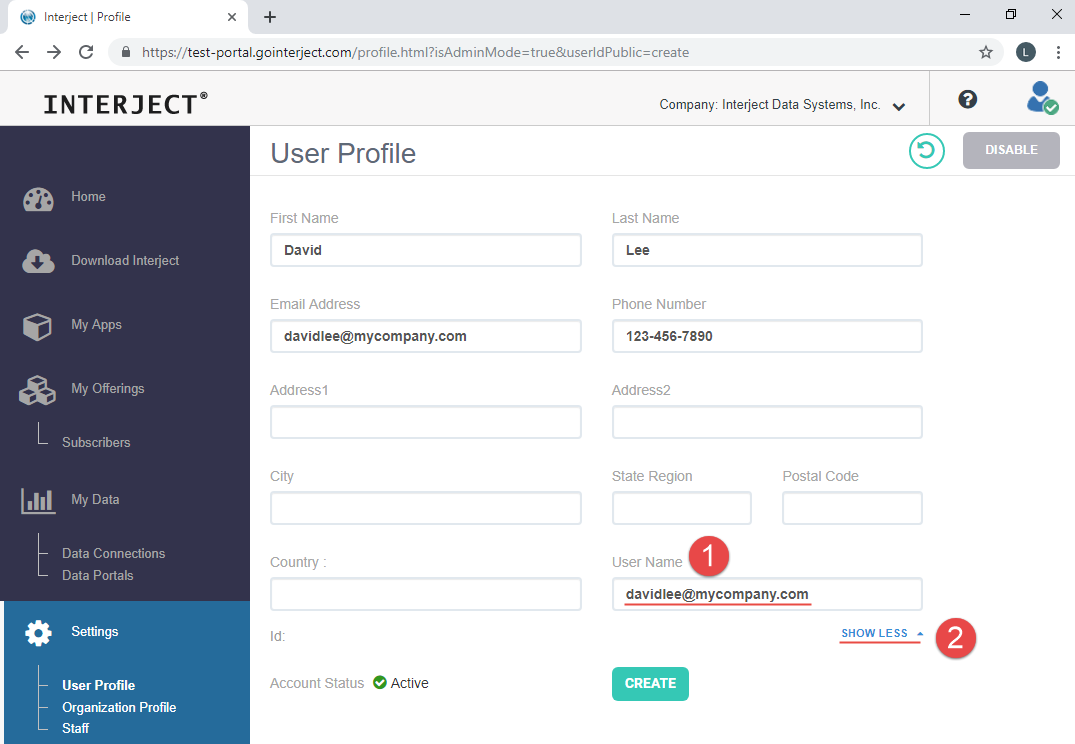 Interject | Profile
https://test-portal.gointerject.com/profile.html?isAdminMode=true&userIdPublic=create
L
INTERJECT®
Company: Interject Data Systems, Inc.
?
User Profile
DISABLE
Home
Download Interject
My Apps
My Offerings
Subscribers
My Data
Data Connections
Data Portals
Settings
User Profile
Organization Profile
Staff
First Name
Last Name
David
Lee
Email Address
Phone Number
davidlee@mycompany.com
123-456-7890
Address1
Address2
City
State Region
Postal Code
Country :
User Name
1
davidlee@mycompany.com
Id:
SHOW LESS
2
Account Status
Active
CREATE